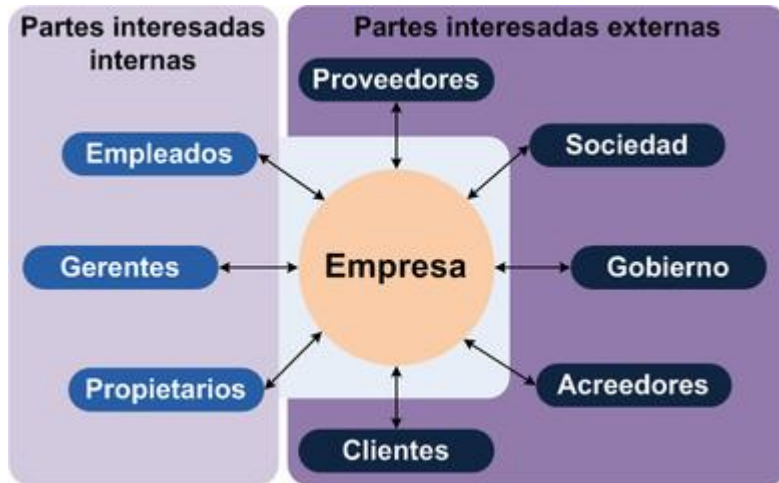 Partes interesadas
internas
Partes interesadas externas
Proveedores
Empleados
Sociedad
Gerentes
Empresa
Gobierno
Propietarios
Acreedores
Clientes